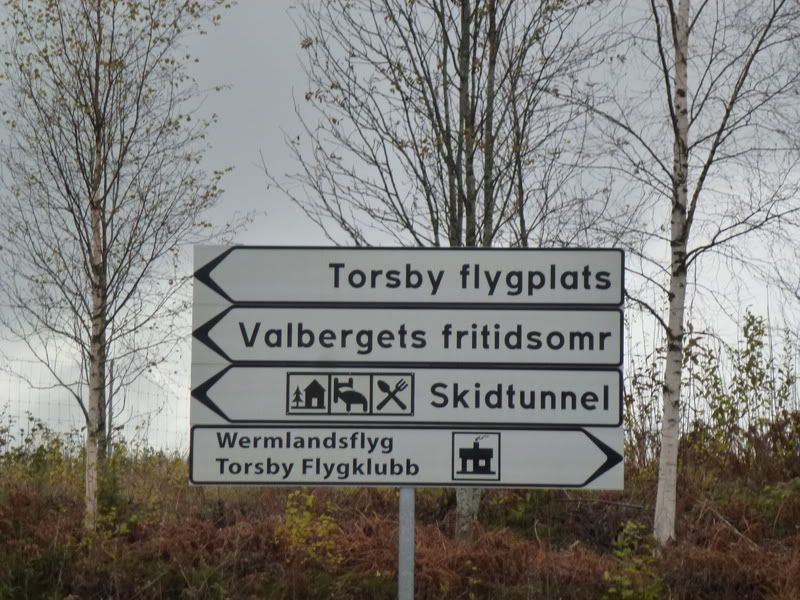 Torsby flygplats
Valbergets fritidsomr
Skidtunnel
Wermlandsflyg
Torsby Flygklubb